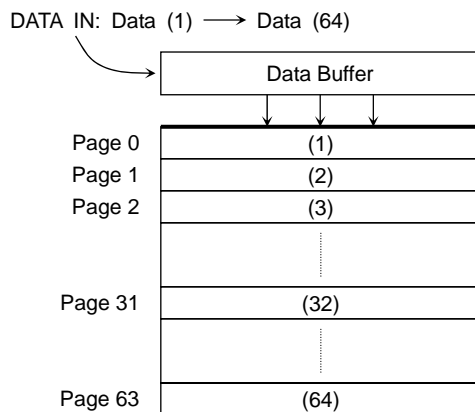 DATA IN: Data (1) → Data (64)
Data Buffer
Page 0 (1)
Page 1 (2)
Page 2 (3)
Page 31 (32)
Page 63 (64)